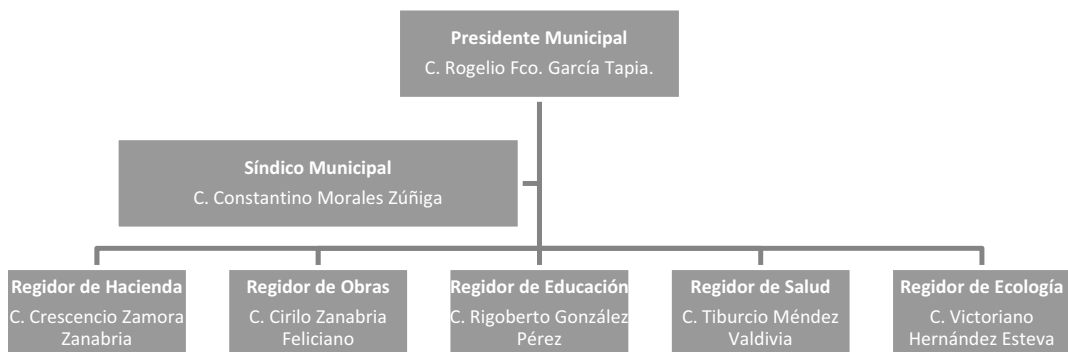 Presidente Municipal
C. Rogelio Fco. García Tapia.
Síndico Municipal
C. Constantino Morales Zúñiga
Regidor de Hacienda
C. Crescencio Zamora
Zanabria
Regidor de Obras
C. Cirilo Zanabria
Feliciano
Regidor de Educación
C. Rigoberto González
Pérez
Regidor de Salud
C. Tiburcio Méndez
Valdivia
Regidor de Ecología
C. Victoriano
Hernández Esteva